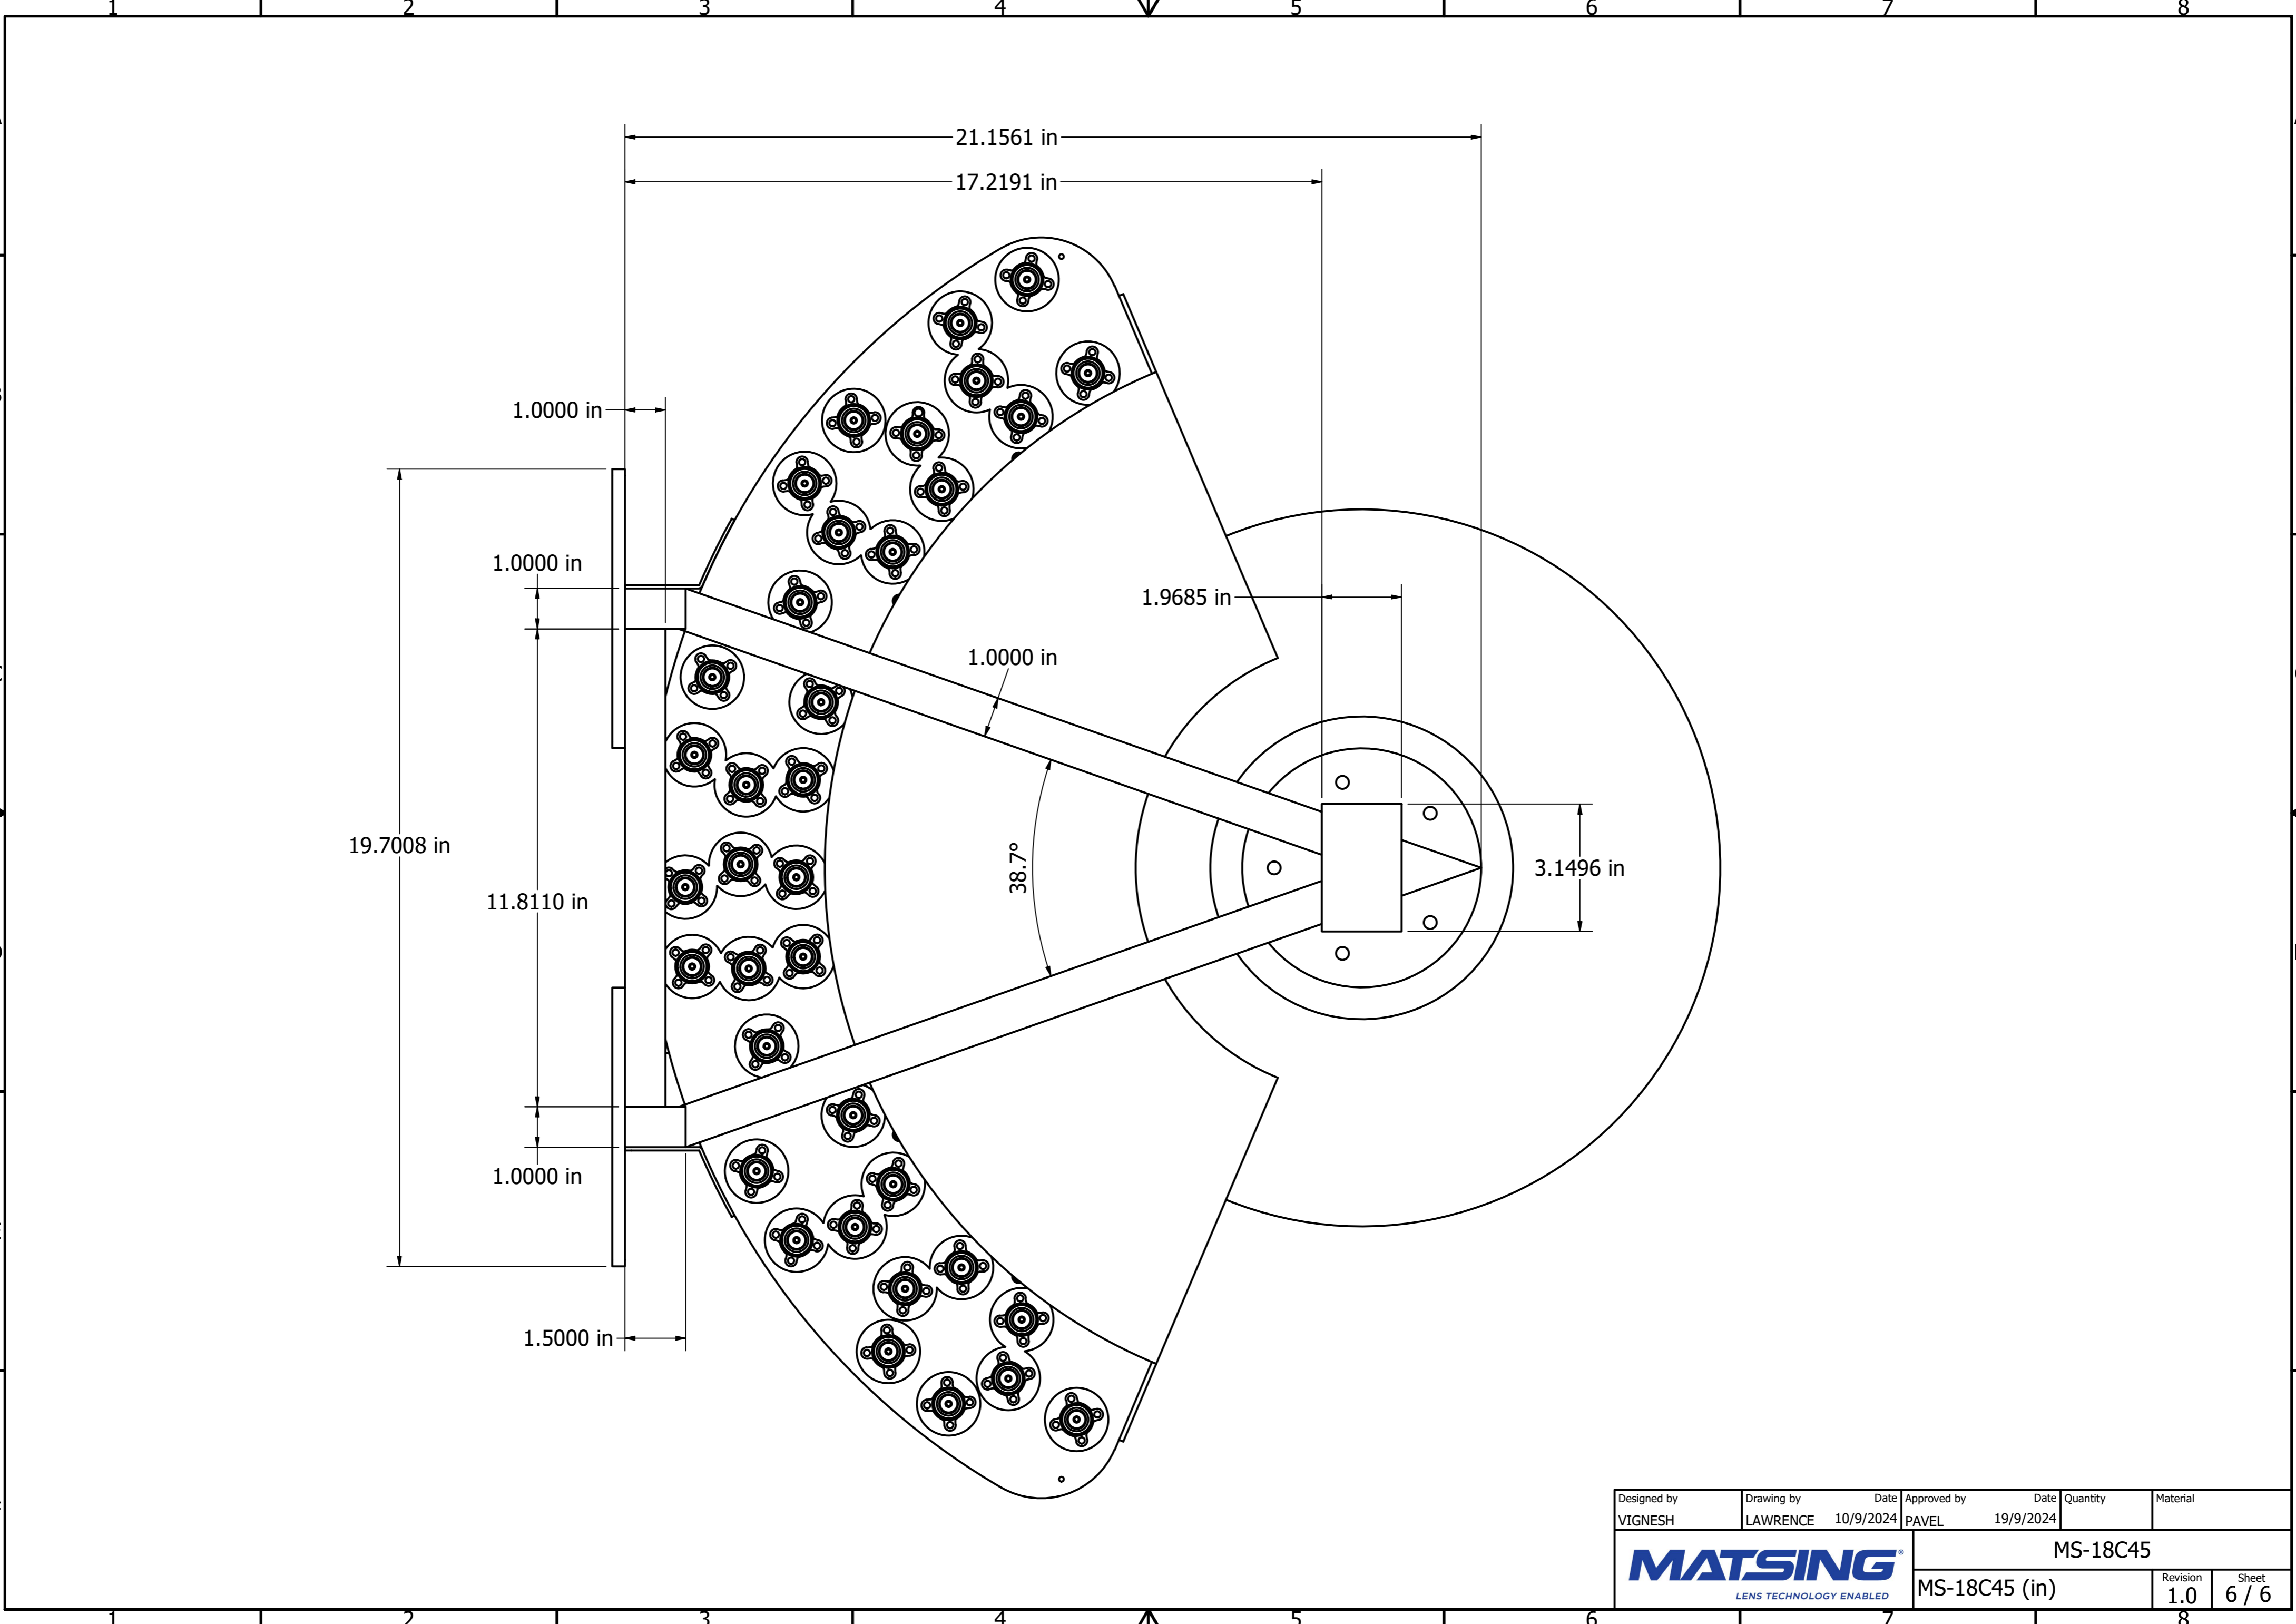 1 2 3 4 5 6 7 8
21.1561 in
17.2191 in
1.0000 in
1.0000 in
1.9685 in
1.0000 in
19.7008 in
11.8110 in
38.7°
3.1496 in
1.0000 in
1.5000 in
Designed by Drawing by Date Approved by Date Quantity Material
VIGNESH LAWRENCE 10/9/2024 PAVEL 19/9/2024
MATSING®
LENS TECHNOLOGY ENABLED
MS-18C45
MS-18C45 (in)
Revision Sheet
1.0 6 / 6
1 2 3 4 5 6 7 8